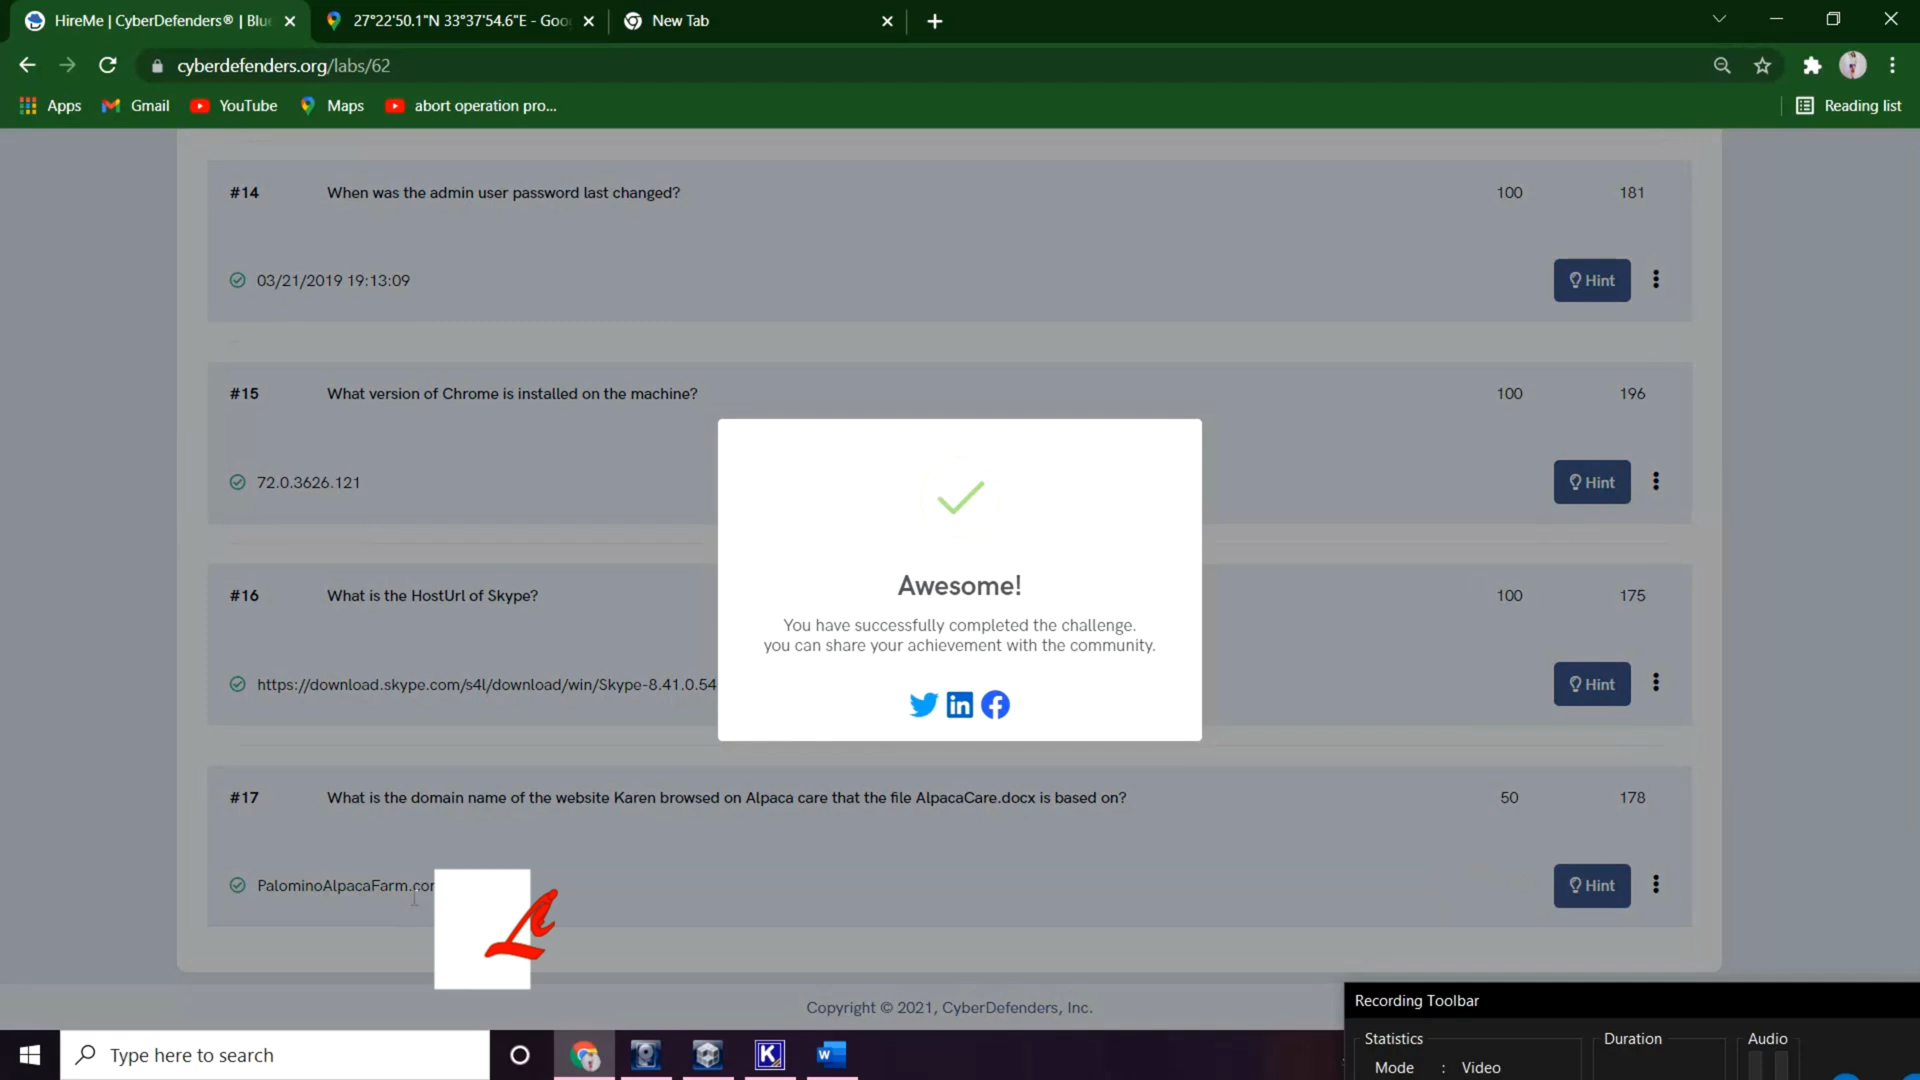 HireMe | CyberDefenders® | Blu
27°22'50.1"N 33°37'54.6"E - Goo
New Tab
cyberdefenders.org/labs/62
Apps
Gmail
YouTube
Maps
abort operation pro...
Reading list
#14 When was the admin user password last changed? 100 181
03/21/2019 19:13:09
Hint
#15 What version of Chrome is installed on the machine? 100 196
72.0.3626.121
Hint
Awesome!
You have successfully completed the challenge.
you can share your achievement with the community.
#16 What is the HostUrl of Skype? 100 175
https://download.skype.com/s4l/download/win/Skype-8.41.0.54
Hint
#17 What is the domain name of the website Karen browsed on Alpaca care that the file AlpacaCare.docx is based on? 50 178
PalominoAlpacaFarm.cor
Hint
Copyright © 2021, CyberDefenders, Inc.
Recording Toolbar
Statistics
Duration
Audio
Mode : Video
Type here to search